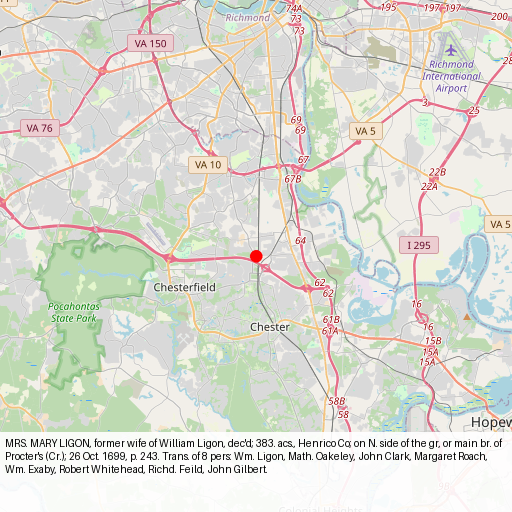 Richmond
74A
73
73
195
197
197
200
VA 150
Richmond
International
Airport
28
3
25
VA 76
69
69
VA 5
67
VA 10
67B
22B
22A
VA 5
64
I 295
62
62
Chesterfield
Pocahontas
State Park
16
16
61B
61A
Chester
15B
15A
15A
58B
58
Hopew
MRS. MARY LIGON, former wife of William Ligon, dec'd; 383. acs., Henrico Co; on N. side of the gr, or main br. of
Procter's (Cr.); 26 Oct. 1699, p. 243. Trans. of 8 pers: Wm. Ligon, Math. Oakeley, John Clark, Margaret Roach,
Wm. Exaby, Robert Whitehead, Richd. Feild, John Gilbert.
Colonial Heights